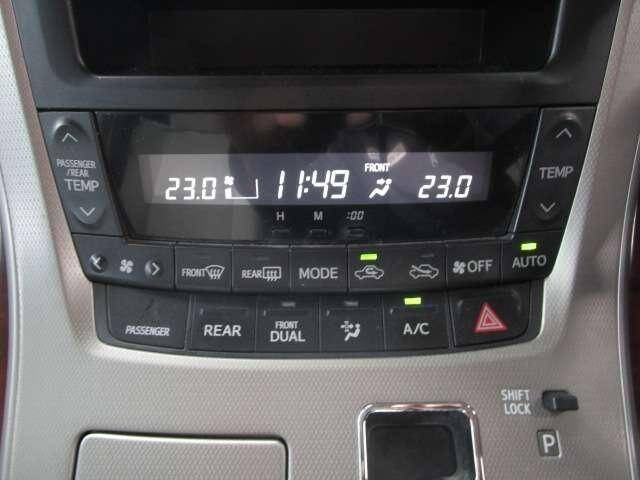 FRONT
PASSENGER
/REAR
TEMP
23.0 11:49 23.0
TEMP
H M :00
FRONT REAR MODE OFF AUTO
PASSENGER REAR FRONT
DUAL A/C
SHIFT
LOCK
P